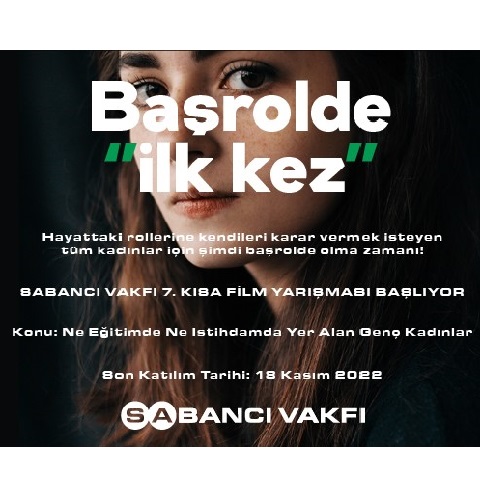 Başrolde
"ilk kez"
Hayattaki rollerine kendileri karar vermek isteyen
tüm kadınlar için şimdi başrolde olma zamanı!
SABANCI VAKFI 7. KISA FİLM YARIŞMASI BAŞLIYOR
Konu: Ne Eğitimde Ne Istihdamda Yer Alan Genç Kadınlar
Son Katılım Tarihi: 18 Kasım 2022
SABANCI VAKFI